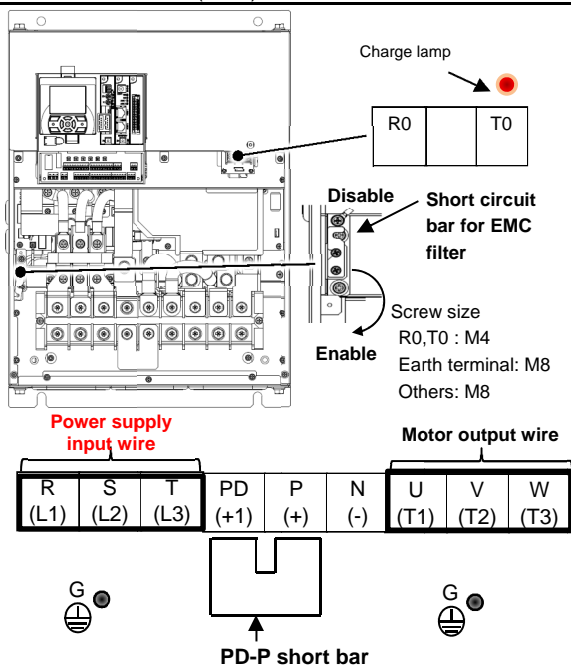 Charge lamp
R0 T0
Disable
Short circuit
bar for EMC
filter
Screw size
R0,T0 : M4
Earth terminal: M8
Others: M8
Enable
Power supply
input wire
Motor output wire
R S T PD P N U V W
(L1) (L2) (L3) (+1) (+) (-) (T1) (T2) (T3)
G G
PD-P short bar